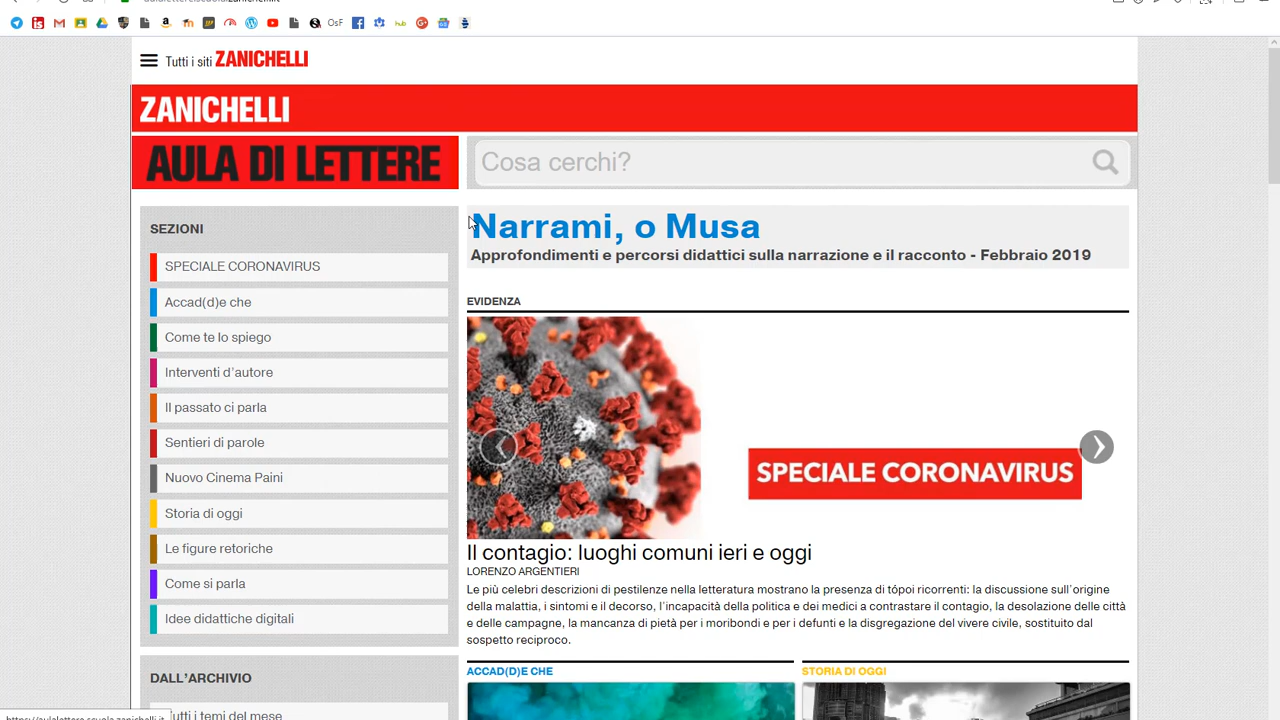 OsF
hub
Tutti i siti ZANICHELLI
ZANICHELLI
AULA DI LETTERE
Cosa cerchi?
SEZIONI
SPECIALE CORONAVIRUS
Accad(d)e che
Come te lo spiego
Interventi d'autore
Il passato ci parla
Sentieri di parole
Nuovo Cinema Paini
Storia di oggi
Le figure retoriche
Come si parla
Idee didattiche digitali
DALL'ARCHIVIO
Tutti i temi del mese
Narrami, o Musa
Approfondimenti e percorsi didattici sulla narrazione e il racconto - Febbraio 2019
EVIDENZA
SPECIALE CORONAVIRUS
Il contagio: luoghi comuni ieri e oggi
LORENZO ARGENTIERI
Le più celebri descrizioni di pestilenze nella letteratura mostrano la presenza di tópoi ricorrenti: la discussione sull'origine
della malattia, i sintomi e il decorso, l'incapacità della politica e dei medici a contrastare il contagio, la desolazione delle città
e delle campagne, la mancanza di pietà per i moribondi e per i defunti e la disgregazione del vivere civile, sostituito dal
sospetto reciproco.
ACCAD(D)E CHE
STORIA DI OGGI